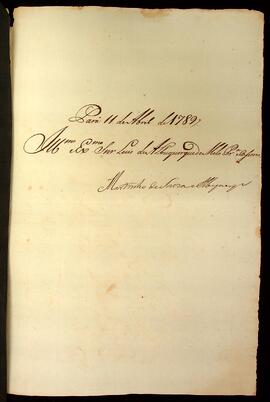 Pará 11 de Abril de 1789.
Ill.mo Ex.mo Snr Luis de Albuquerque de Mello Per.ª e Caceres
Martinho de Souza e Albuquerque